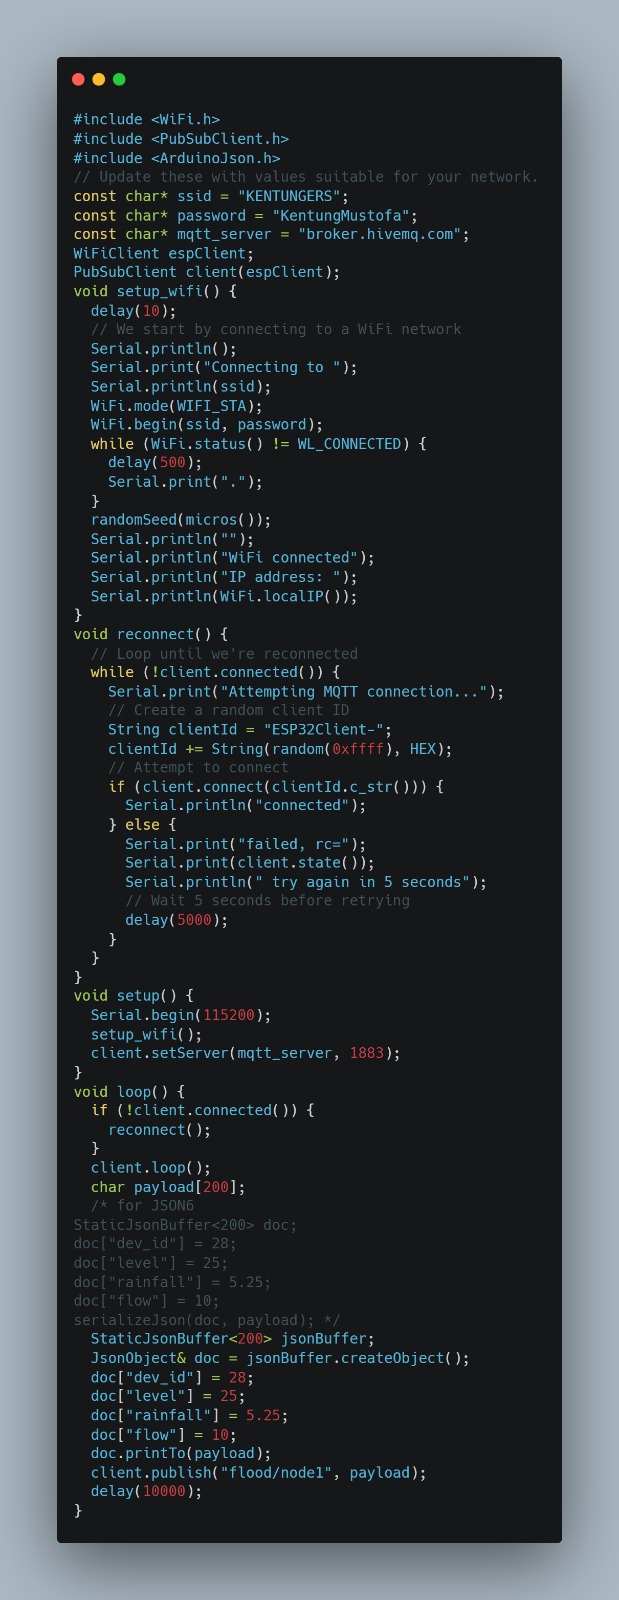 #include <WiFi.h>
#include <PubSubClient.h>
#include <ArduinoJson.h>
// Update these with values suitable for your network.
const char* ssid = "KENTUNGERS";
const char* password = "KentungMustofa";
const char* mqtt_server = "broker.hivemq.com";
WiFiClient espClient;
PubSubClient client(espClient);
void setup_wifi() {
  delay(10);
  // We start by connecting to a WiFi network
  Serial.println();
  Serial.print("Connecting to ");
  Serial.println(ssid);
  WiFi.mode(WIFI_STA);
  WiFi.begin(ssid, password);
  while (WiFi.status() != WL_CONNECTED) {
    delay(500);
    Serial.print(".");
  }
  randomSeed(micros());
  Serial.println("");
  Serial.println("WiFi connected");
  Serial.println("IP address: ");
  Serial.println(WiFi.localIP());
}
void reconnect() {
  // Loop until we're reconnected
  while (!client.connected()) {
    Serial.print("Attempting MQTT connection...");
    // Create a random client ID
    String clientId = "ESP32Client-";
    clientId += String(random(0xffff), HEX);
    // Attempt to connect
    if (client.connect(clientId.c_str())) {
      Serial.println("connected");
    } else {
      Serial.print("failed, rc=");
      Serial.print(client.state());
      Serial.println(" try again in 5 seconds");
      // Wait 5 seconds before retrying
      delay(5000);
    }
  }
}
void setup() {
  Serial.begin(115200);
  setup_wifi();
  client.setServer(mqtt_server, 1883);
}
void loop() {
  if (!client.connected()) {
    reconnect();
  }
  client.loop();
  char payload[200];
  /* for JSON6
StaticJsonBuffer<200> doc;
doc["dev_id"] = 28;
doc["level"] = 25;
doc["rainfall"] = 5.25;
doc["flow"] = 10;
serializeJson(doc, payload); */
  StaticJsonBuffer<200> jsonBuffer;
  JsonObject& doc = jsonBuffer.createObject();
  doc["dev_id"] = 28;
  doc["level"] = 25;
  doc["rainfall"] = 5.25;
  doc["flow"] = 10;
  doc.printTo(payload);
  client.publish("flood/node1", payload);
  delay(10000);
}